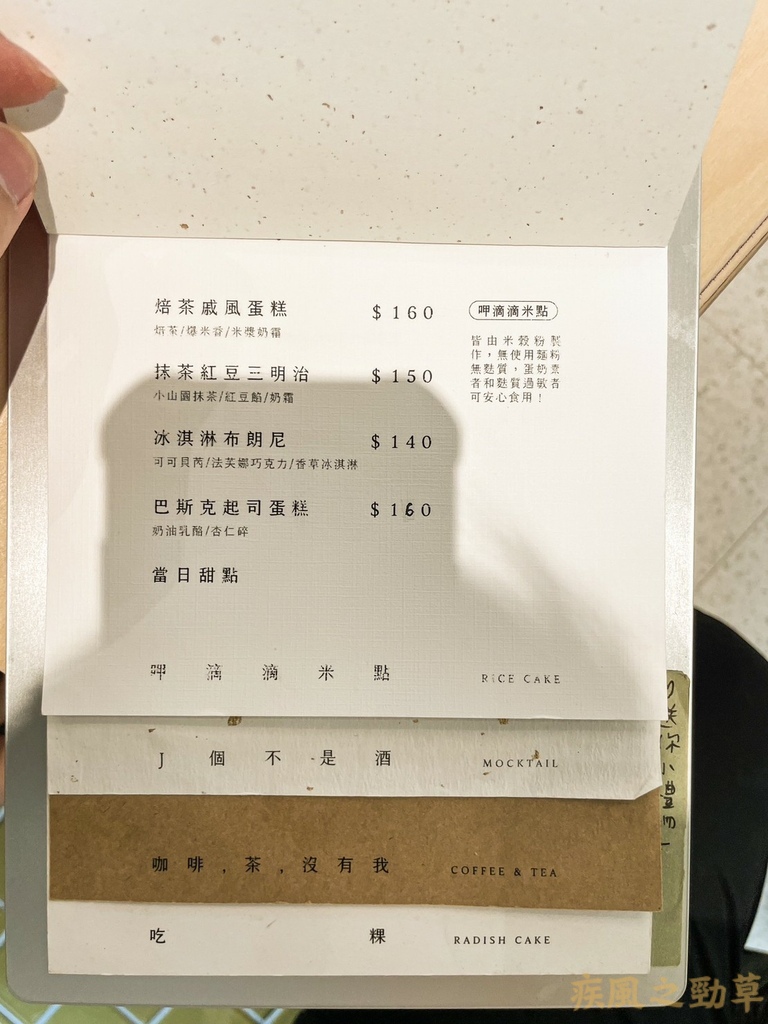 焙茶戚風蛋糕 $160
焙茶/爆米香/米漿奶霜
抹茶紅豆三明治 $150
小山園抹茶/紅豆餡/奶霜
冰淇淋布朗尼 $140
可可貝芮/法芙娜巧克力/香草冰淇淋
巴斯克起司蛋糕 $160
奶油乳酪/杏仁碎
當日甜點
呷滴滴米點
皆由米穀粉製
作，無使用麵粉
無麩質，蛋奶素
者和麩質過敏者
可安心食用！
呷滴滴米點 RICE CAKE
J個不是酒 MOCKTAIL
咖啡，茶，沒有我 COFFEE & TEA
吃粿 RADISH CAKE
送你小豊
疾風之勁草